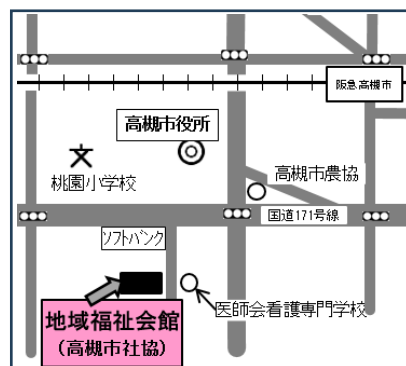 阪急高槻市
高槻市役所
文
桃園小学校
高槻市農協
国道171号線
ソフトバンク
医師会看護専門学校
地域福祉会館
(高槻市社協)